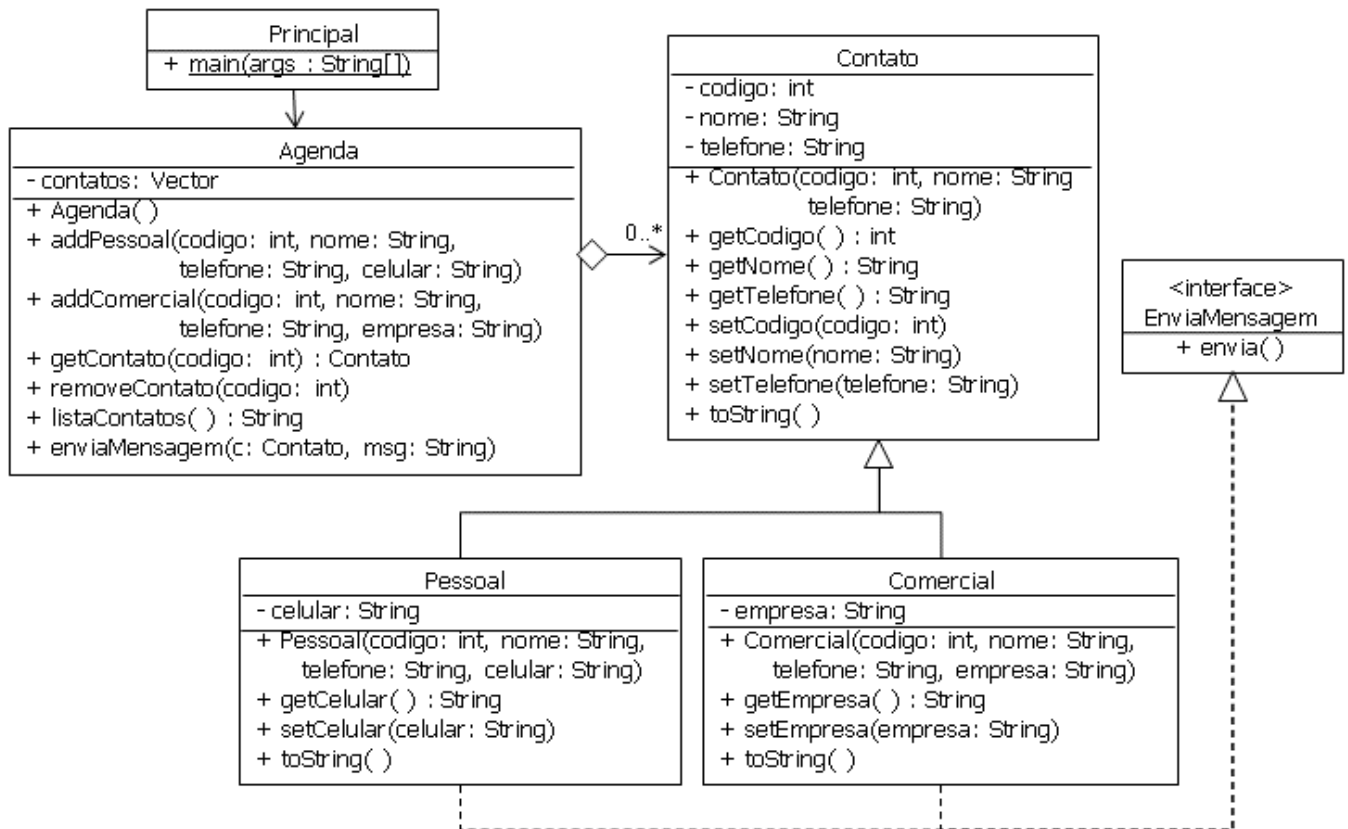 Principal
+ main(args : String[])
Agenda
- contatos: Vector
+ Agenda( )
+ addPessoal(codigo: int, nome: String,
telefone: String, celular: String)
+ addComercial(codigo: int, nome: String,
telefone: String, empresa: String)
+ getContato(codigo: int) : Contato
+ removeContato(codigo: int)
+ listaContatos( ) : String
+ enviaMensagem(c: Contato, msg: String)
0..*
Contato
- codigo: int
- nome: String
- telefone: String
+ Contato(codigo: int, nome: String
telefone: String)
+ getCodigo( ) : int
+ getNome( ) : String
+ getTelefone( ) : String
+ setCodigo(codigo: int)
+ setNome(nome: String)
+ setTelefone(telefone: String)
+ toString( )
<interface>
EnviaMensagem
+ envia( )
Pessoal
- celular: String
+ Pessoal(codigo: int, nome: String,
telefone: String, celular: String)
+ getCelular( ) : String
+ setCelular(celular: String)
+ toString( )
Comercial
- empresa: String
+ Comercial(codigo: int, nome: String,
telefone: String, empresa: String)
+ getEmpresa( ) : String
+ setEmpresa(empresa: String)
+ toString( )